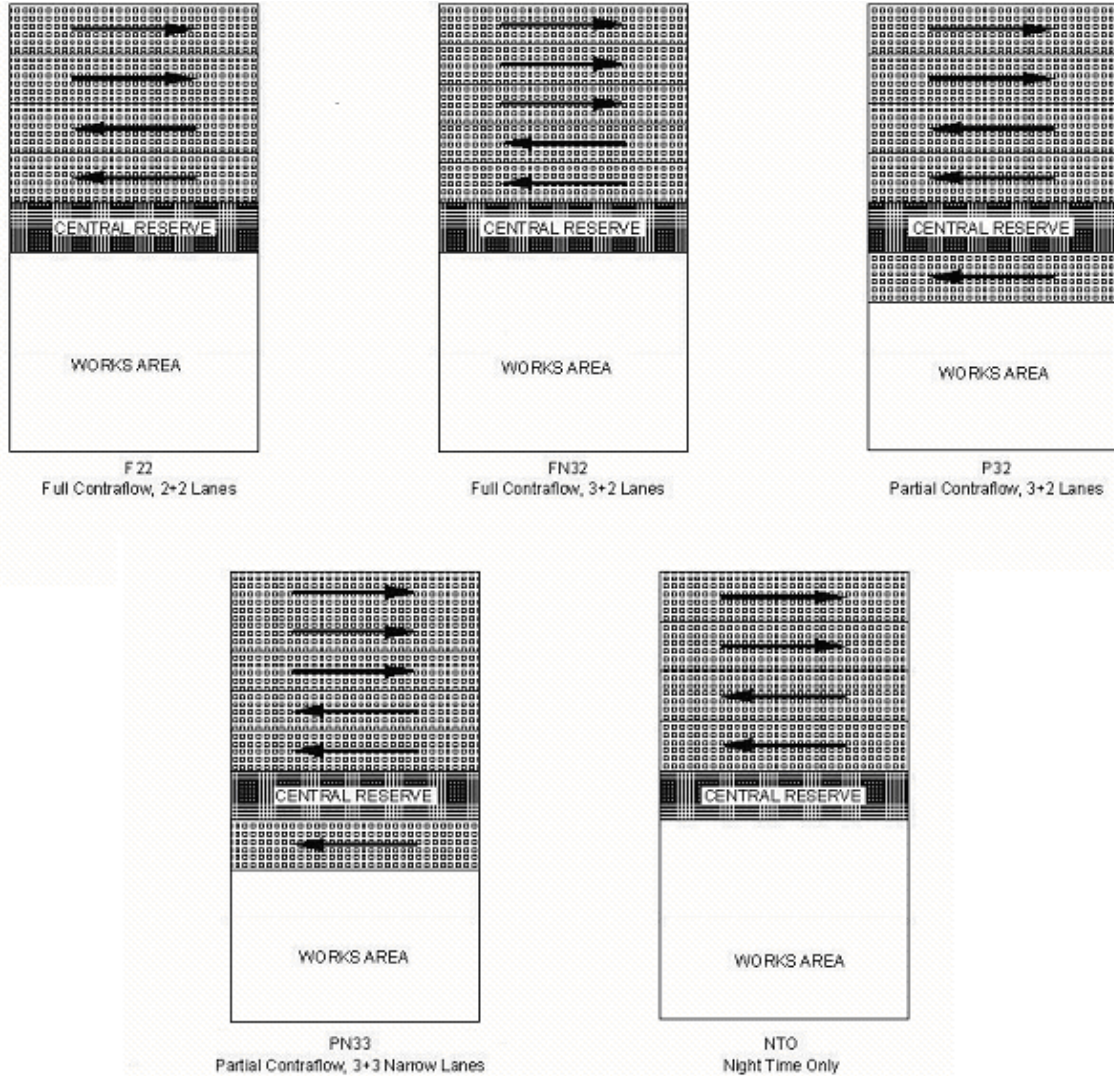 CENTRAL RESERVE
WORKS AREA
F22
Full Contraflow, 2+2 Lanes
CENTRAL RESERVE
WORKS AREA
FN32
Full Contraflow, 3+2 Lanes
CENTRAL RESERVE
WORKS AREA
P32
Partial Contraflow, 3+2 Lanes
CENTRAL RESERVE
WORKS AREA
PN33
Partial Contraflow, 3+3 Narrow Lanes
CENTRAL RESERVE
WORKS AREA
NTO
Night Time Only